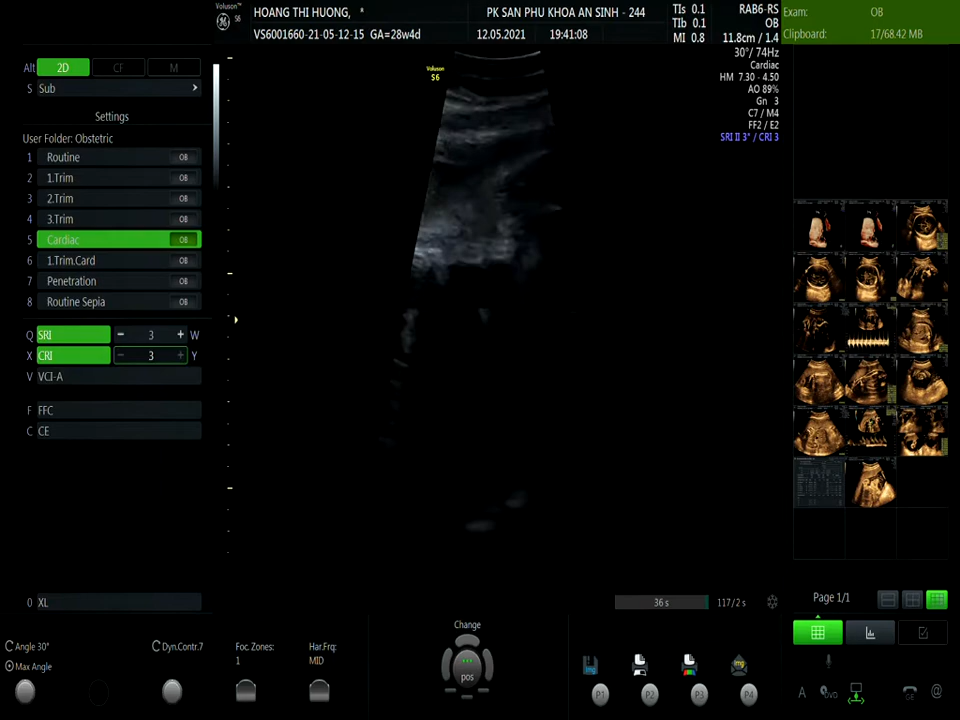 Voluson™
S6
HOANG THI HUONG, *
PK SAN PHU KHOA AN SINH - 244
TIs 0.1
RAB6-RS
TIb 0.1
OB
VS6001660-21-05-12-15 GA=28w4d
12.05.2021
19:41:08
MI 0.8
11.8cm / 1.4
30°/ 74Hz
Cardiac
HM 7.30 - 4.50
AO 89%
Gn 3
C7 / M4
FF2 / E2
SRI II 3* / CRI 3
Exam: OB
Clipboard: 17/68.42 MB
Voluson
S6
Alt 2D CF M
S Sub >
Settings
User Folder: Obstetric
1 Routine OB
2 1.Trim OB
3 2.Trim OB
4 3.Trim OB
5 Cardiac OB
6 1.Trim.Card OB
7 Penetration OB
8 Routine Sepia OB
Q SRI - 3 + W
X CRI - 3 + Y
V VCI-A
F FFC
C CE
0 XL
36 s
117/2 s
Page 1/1
Angle 30°
Max Angle
Dyn.Contr.7
Foc. Zones:
1
Har.Frq:
MID
Change
pos
img
P1
P2
P3
P4
A
DVD
GE
@